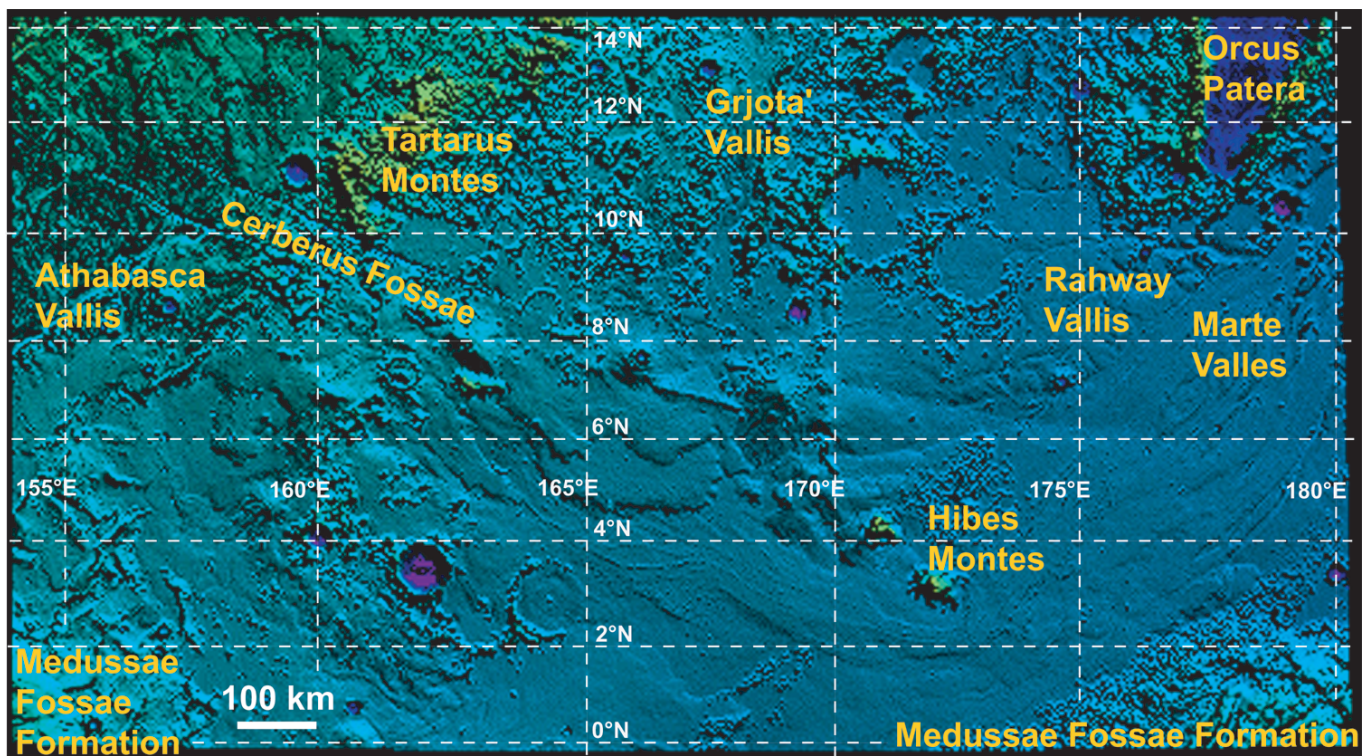 14°N
Orcus
Patera
Grjota'
Vallis
12°N
Tartarus
Montes
10°N
Cerberus Fossae
Athabasca
Vallis
Rahway
Vallis
8°N
Marte
Valles
6°N
155°E
160°E
165°E
170°E
175°E
180°E
Hibes
Montes
4°N
2°N
Medussae
Fossae
Formation
100 km
0°N
Medussae Fossae Formation